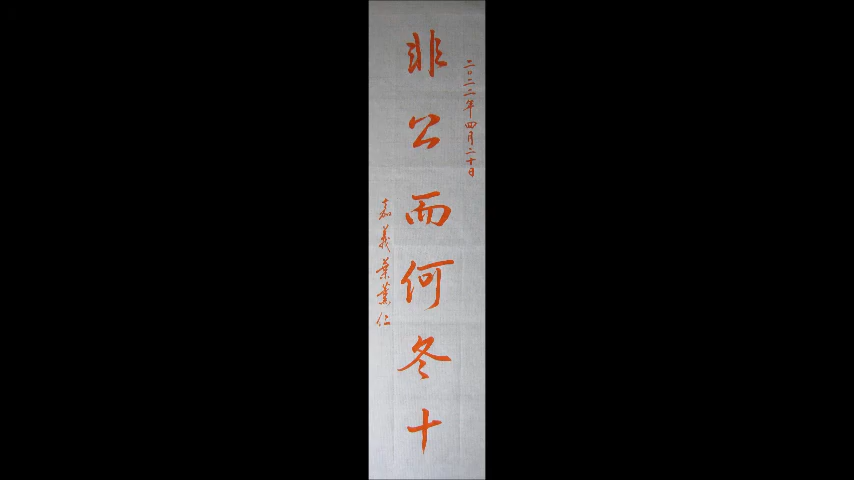 二〇二二年四月二十日
非公而何冬十
嘉義葉薰仁